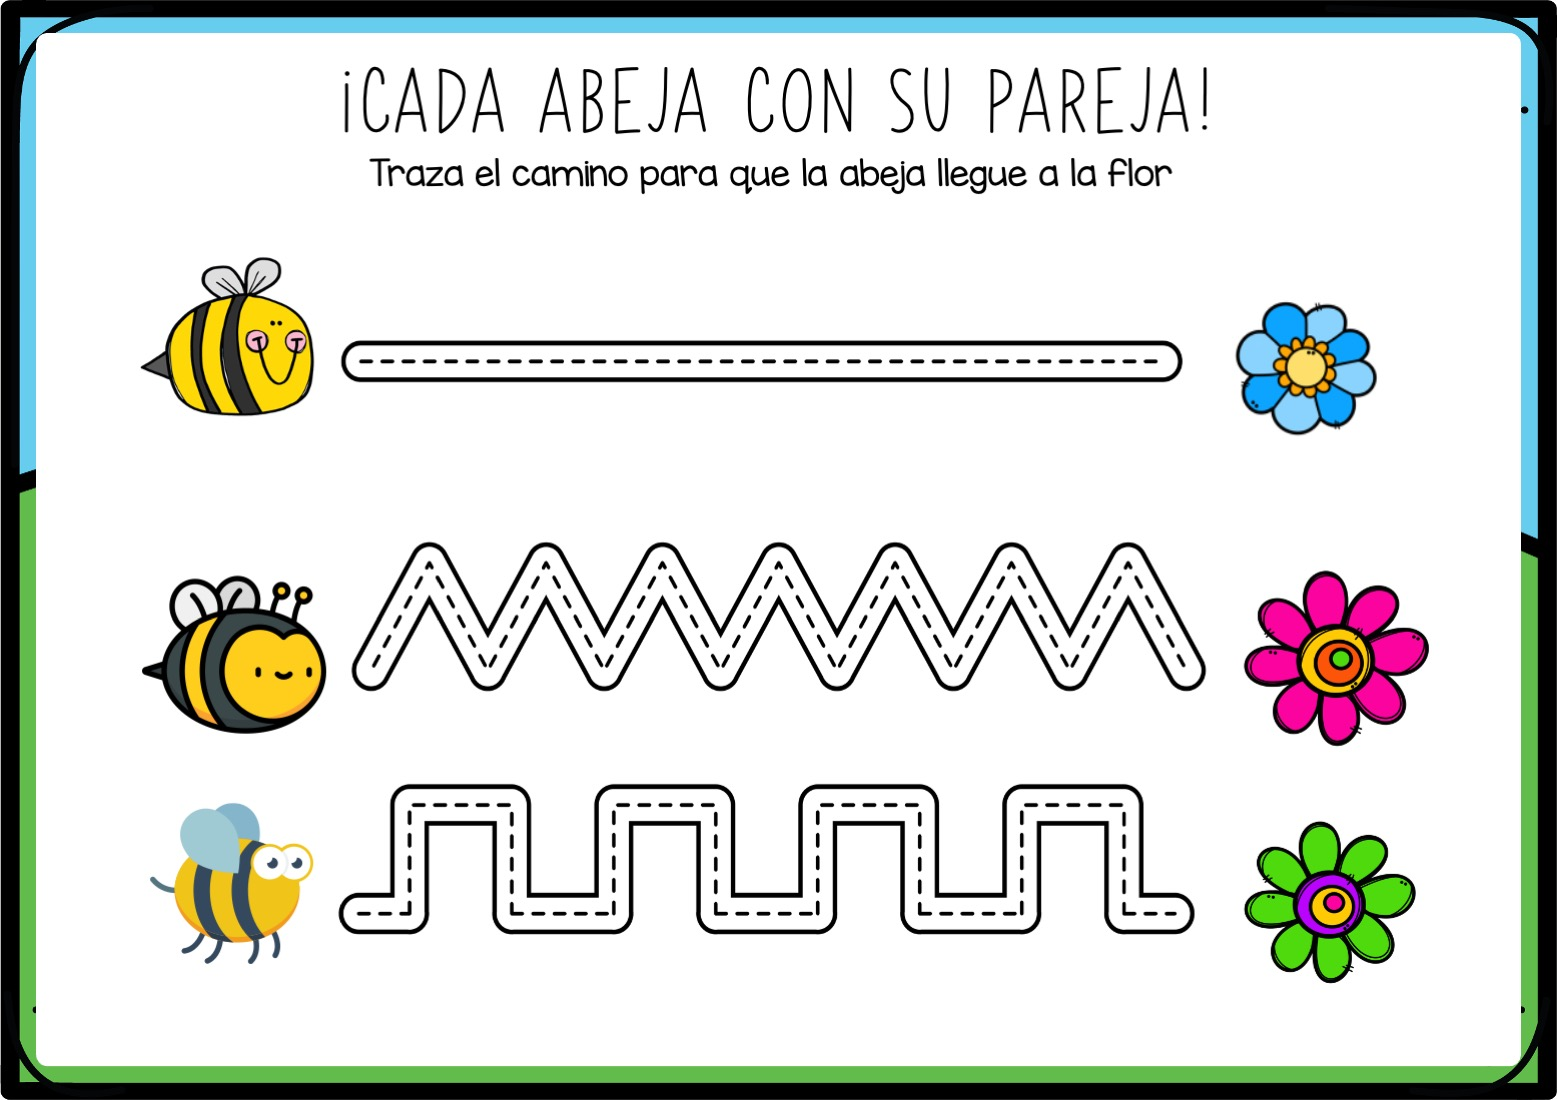 ¡CADA ABEJA CON SU PAREJA!
Traza el camino para que la abeja llegue a la flor